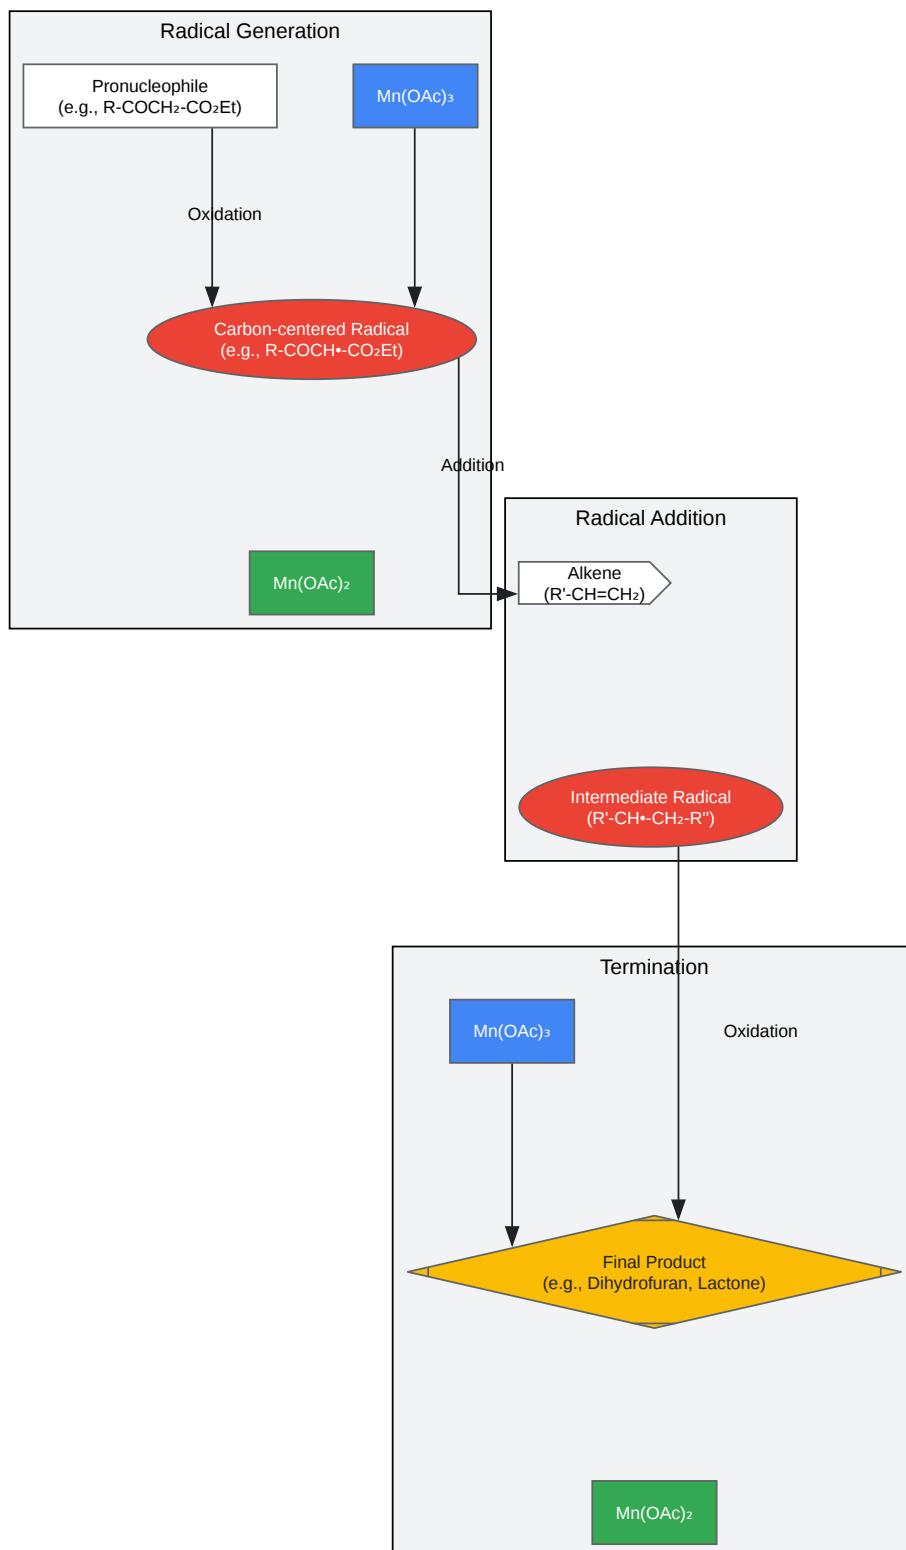 Radical Generation
Pronucleophile
(e.g., R-COCH₂-CO₂Et)
Mn(OAc)₃
Oxidation
Carbon-centered Radical
(e.g., R-COCH•-CO₂Et)
Addition
Mn(OAc)₂
Radical Addition
Alkene
(R'-CH=CH₂)
Intermediate Radical
(R'-CH•-CH₂-R")
Termination
Mn(OAc)₃
Oxidation
Final Product
(e.g., Dihydrofuran, Lactone)
Mn(OAc)₂